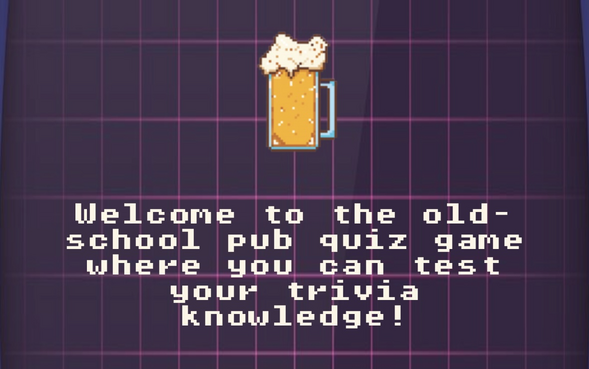 Welcome to the old-
school pub quiz game
where you can test
your trivia
knowledge!